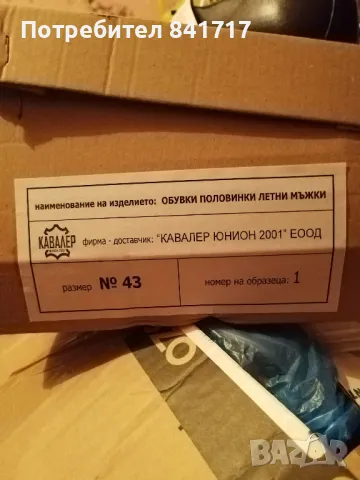 Потребител 841717
наименование на изделието: ОБУВКИ ПОЛОВИНКИ ЛЕТНИ МЪЖКИ
КАВАЛЕР
фирма - доставчик: "КАВАЛЕР ЮНИОН 2001" ЕООД
размер № 43
номер на образеца: 1
BAZAR